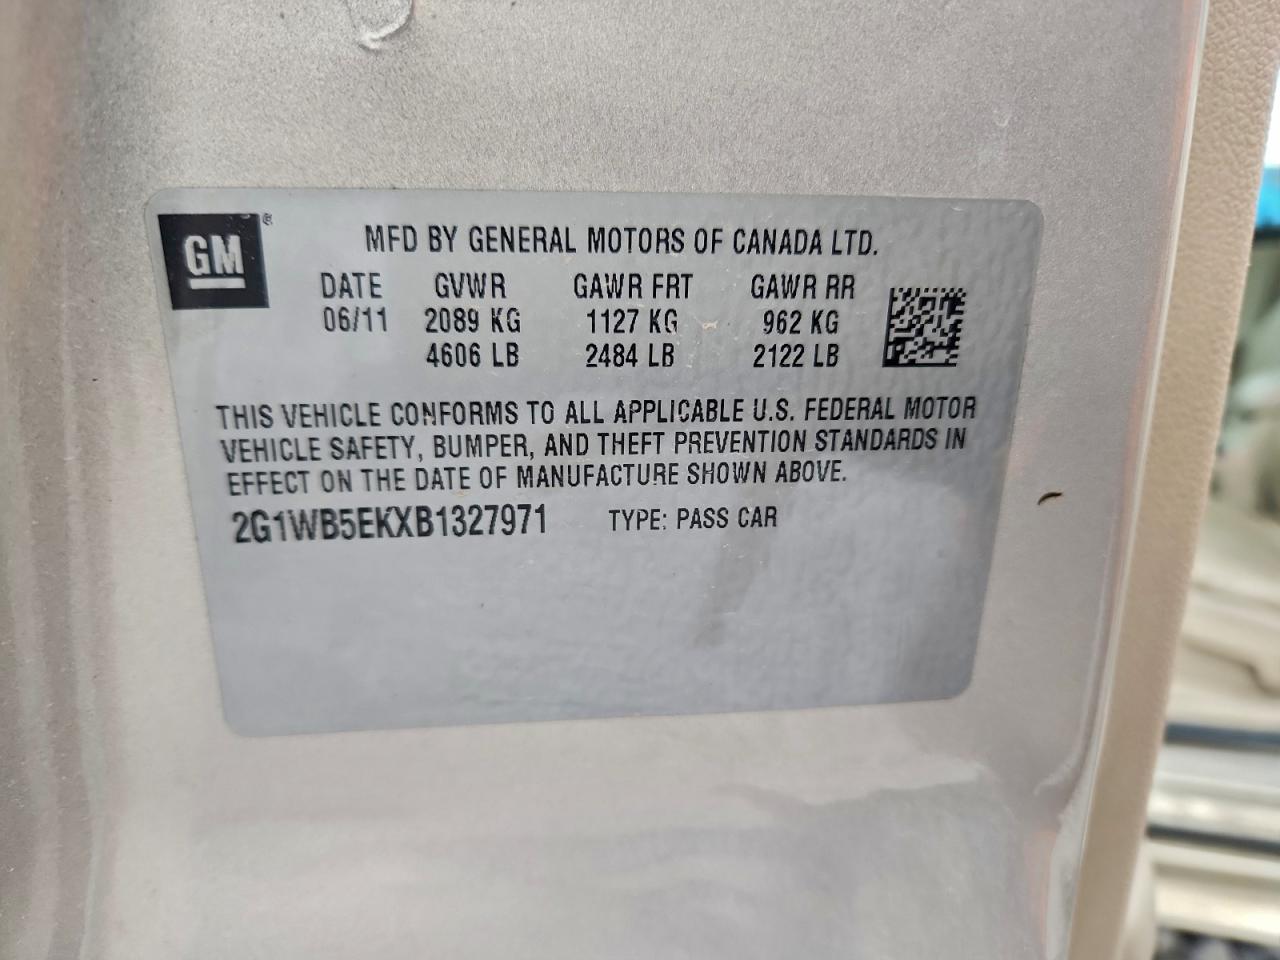 GM ®
MFD BY GENERAL MOTORS OF CANADA LTD.
DATE GVWR GAWR FRT GAWR RR
06/11 2089 KG 1127 KG 962 KG
4606 LB 2484 LB 2122 LB
THIS VEHICLE CONFORMS TO ALL APPLICABLE U.S. FEDERAL MOTOR
VEHICLE SAFETY, BUMPER, AND THEFT PREVENTION STANDARDS IN
EFFECT ON THE DATE OF MANUFACTURE SHOWN ABOVE.
2G1WB5EKXB1327971 TYPE: PASS CAR